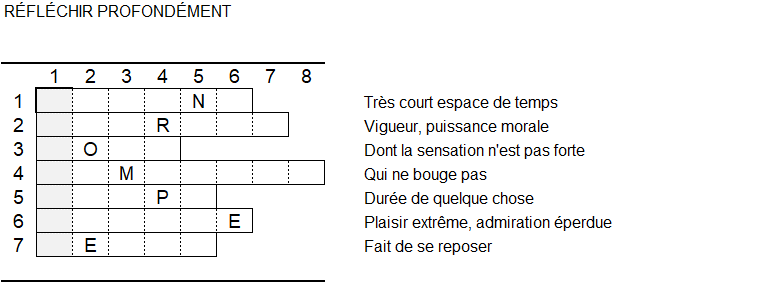 RÉFLÉCHIR PROFONDÉMENT
1 2 3 4 5 6 7 8
1 N Très court espace de temps
2 R Vigueur, puissance morale
3 O Dont la sensation n'est pas forte
4 M Qui ne bouge pas
5 P Durée de quelque chose
6 E Plaisir extrême, admiration éperdue
7 E Fait de se reposer